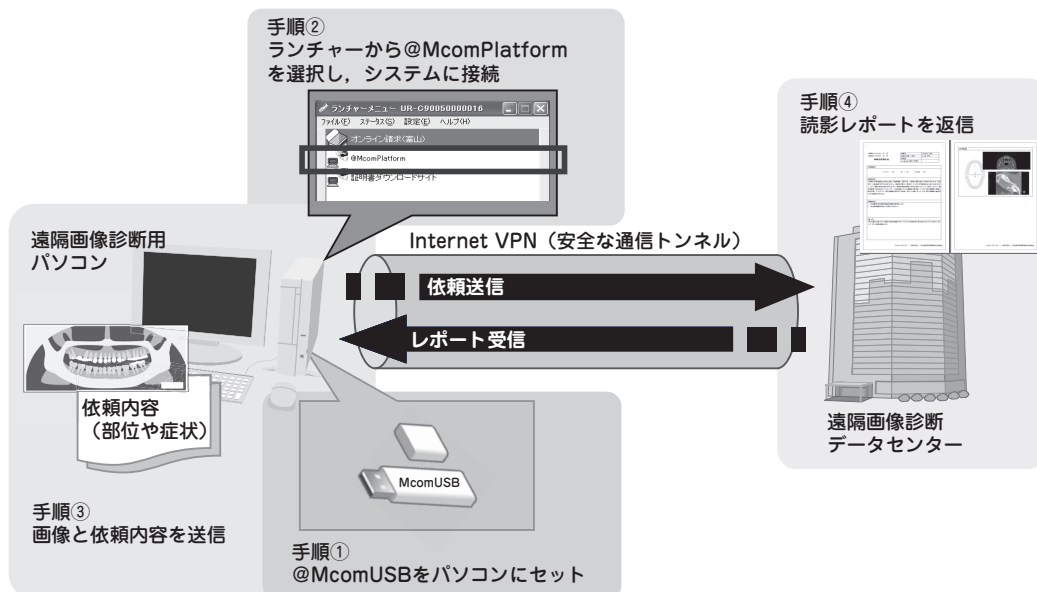 手順②
ランチャーから@McomPlatform
を選択し，システムに接続
ランチャーメニュー UR-C90050000016
ファイル(F) ステータス(S) 設定(E) ヘルプ(H)
オンライン請求(富山)
@McomPlatform
証明書ダウンロードサイト
手順④
読影レポートを返信
遠隔画像診断用
パソコン
Internet VPN（安全な通信トンネル）
依頼送信
レポート受信
依頼内容
（部位や症状）
McomUSB
遠隔画像診断
データセンター
手順③
画像と依頼内容を送信
手順①
@McomUSBをパソコンにセット